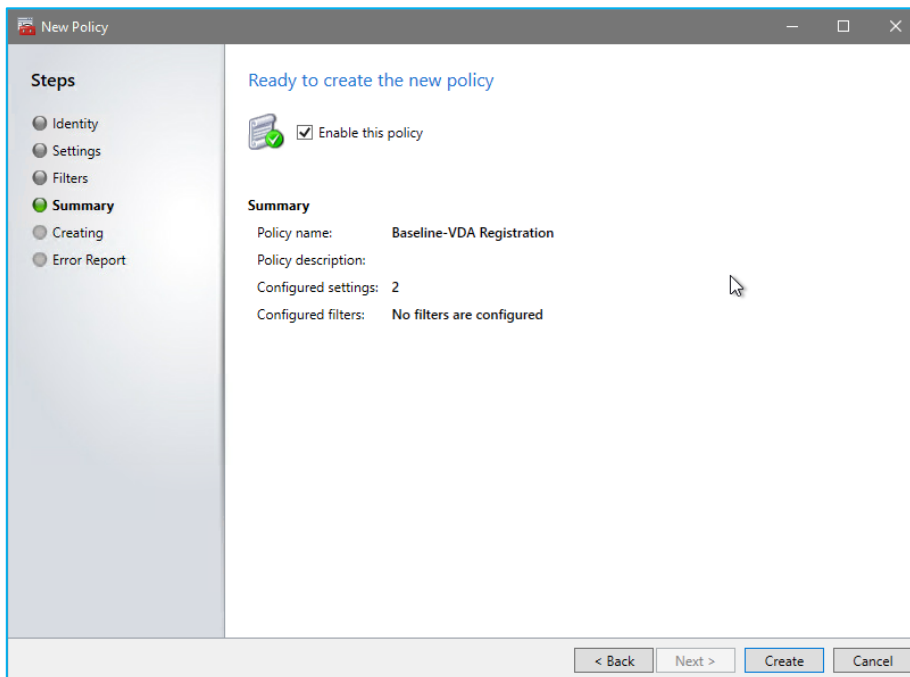 New Policy
Steps
Identity
Settings
Filters
Summary
Creating
Error Report
Ready to create the new policy
Enable this policy
Summary
Policy name: Baseline-VDA Registration
Policy description:
Configured settings: 2
Configured filters: No filters are configured
< Back Next > Create Cancel